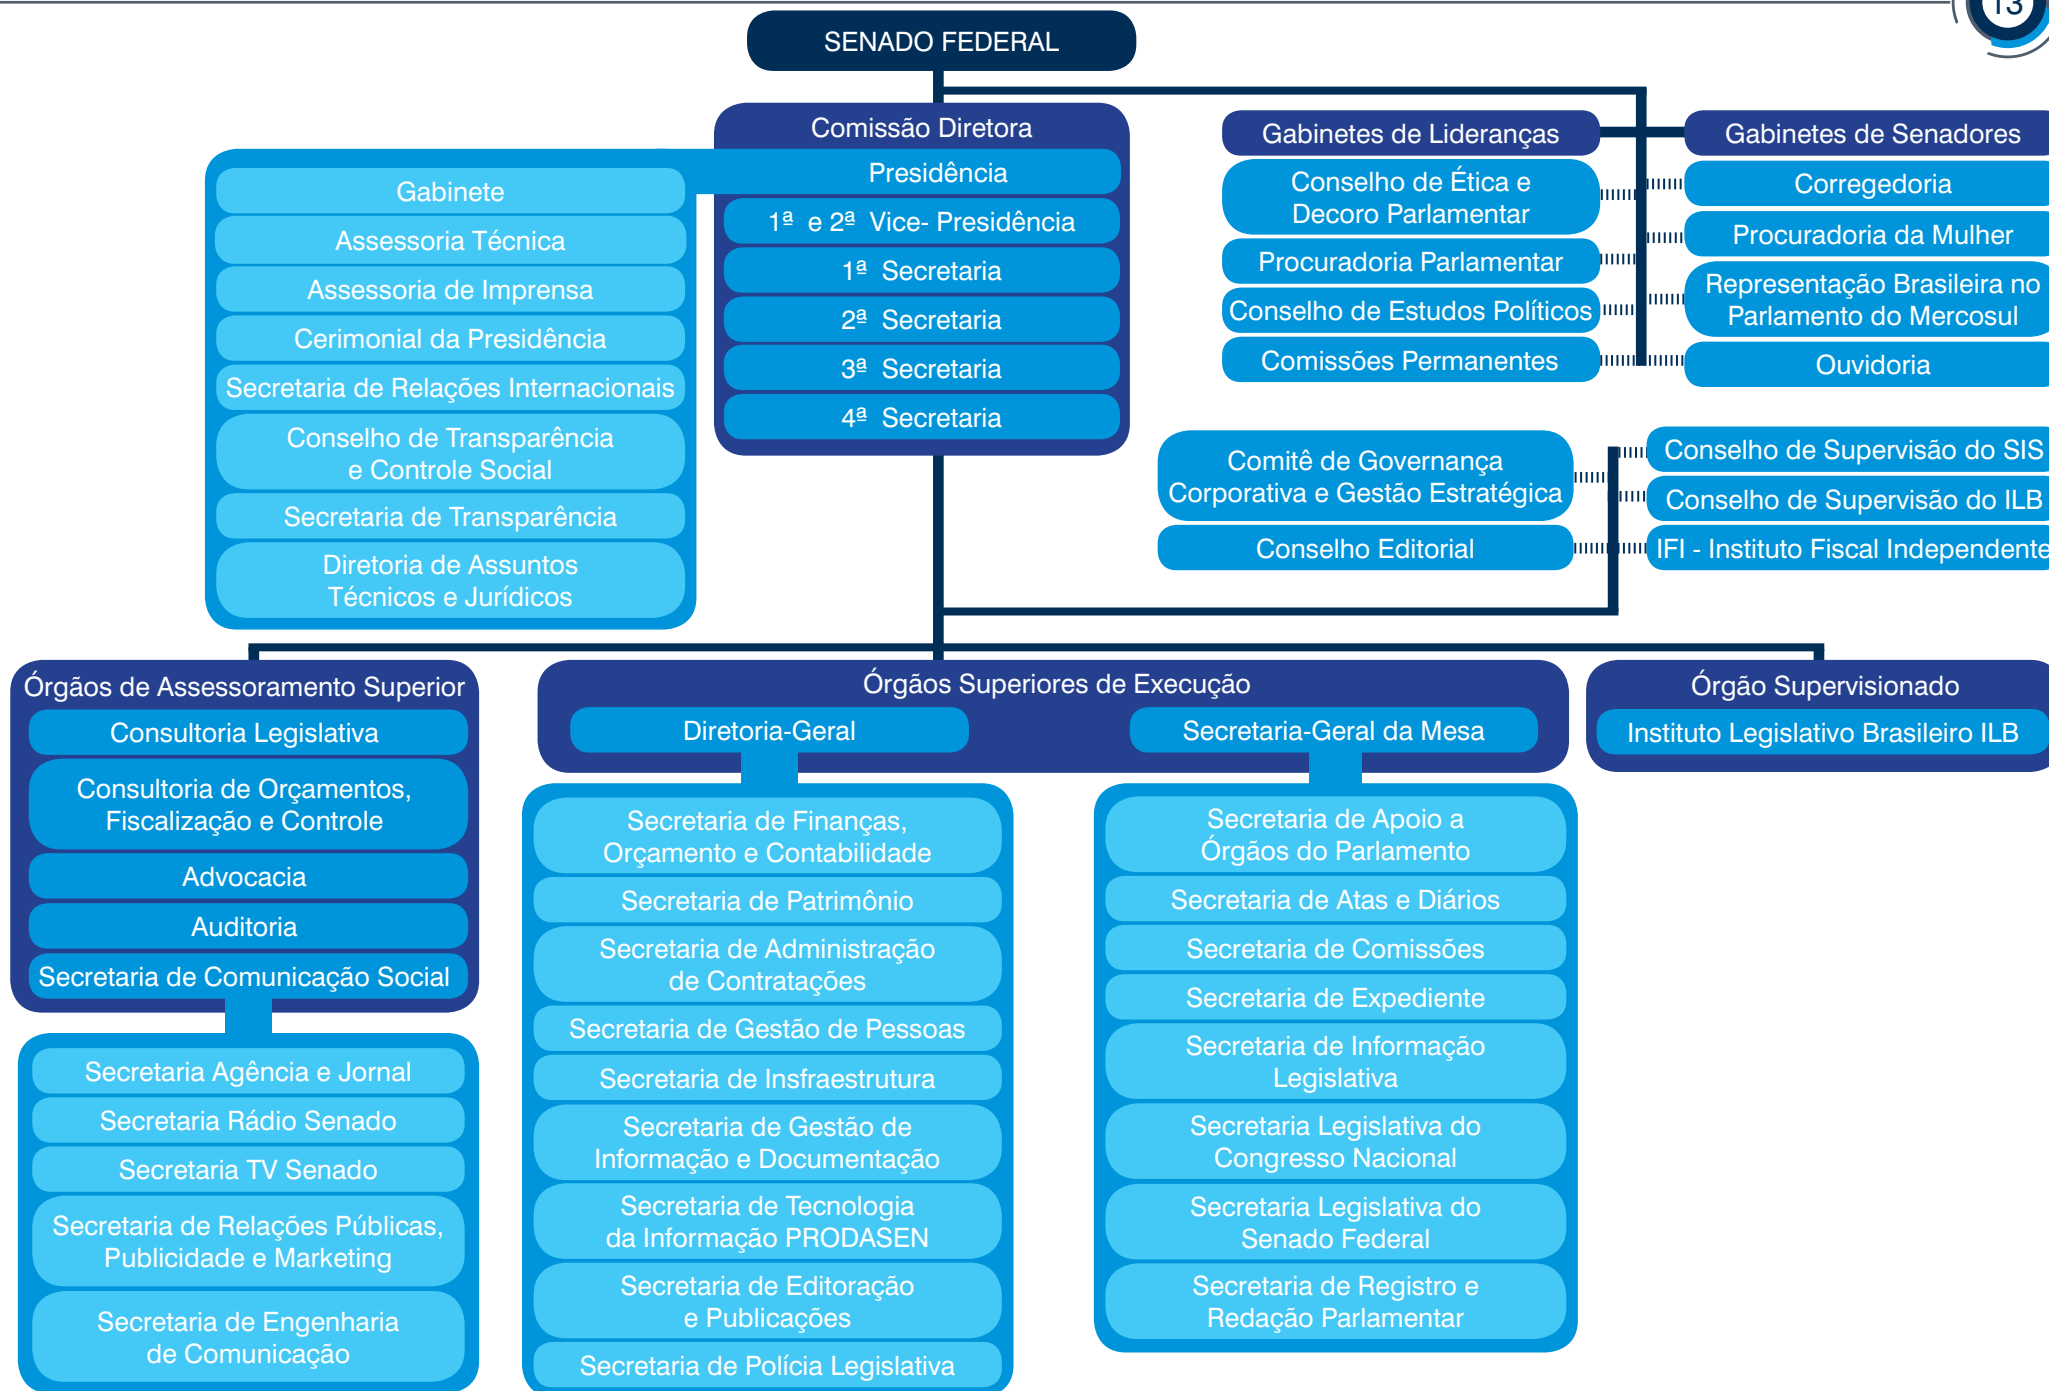 13
SENADO FEDERAL
Comissão Diretora
Presidência
1ª e 2ª Vice- Presidência
1ª Secretaria
2ª Secretaria
3ª Secretaria
4ª Secretaria
Gabinete
Assessoria Técnica
Assessoria de Imprensa
Cerimonial da Presidência
Secretaria de Relações Internacionais
Conselho de Transparência
e Controle Social
Secretaria de Transparência
Diretoria de Assuntos
Técnicos e Jurídicos
Gabinetes de Lideranças
Conselho de Ética e
Decoro Parlamentar
Procuradoria Parlamentar
Conselho de Estudos Políticos
Comissões Permanentes
Gabinetes de Senadores
Corregedoria
Procuradoria da Mulher
Representação Brasileira no
Parlamento do Mercosul
Ouvidoria
Comitê de Governança
Corporativa e Gestão Estratégica
Conselho Editorial
Conselho de Supervisão do SIS
Conselho de Supervisão do ILB
IFI - Instituto Fiscal Independente
Órgãos de Assessoramento Superior
Consultoria Legislativa
Consultoria de Orçamentos,
Fiscalização e Controle
Advocacia
Auditoria
Secretaria de Comunicação Social
Secretaria Agência e Jornal
Secretaria Rádio Senado
Secretaria TV Senado
Secretaria de Relações Públicas,
Publicidade e Marketing
Secretaria de Engenharia
de Comunicação
Órgãos Superiores de Execução
Diretoria-Geral
Secretaria de Finanças,
Orçamento e Contabilidade
Secretaria de Patrimônio
Secretaria de Administração
de Contratações
Secretaria de Gestão de Pessoas
Secretaria de Insfraestrutura
Secretaria de Gestão de
Informação e Documentação
Secretaria de Tecnologia
da Informação PRODASEN
Secretaria de Editoração
e Publicações
Secretaria de Polícia Legislativa
Secretaria-Geral da Mesa
Secretaria de Apoio a
Órgãos do Parlamento
Secretaria de Atas e Diários
Secretaria de Comissões
Secretaria de Expediente
Secretaria de Informação
Legislativa
Secretaria Legislativa do
Congresso Nacional
Secretaria Legislativa do
Senado Federal
Secretaria de Registro e
Redação Parlamentar
Órgão Supervisionado
Instituto Legislativo Brasileiro ILB